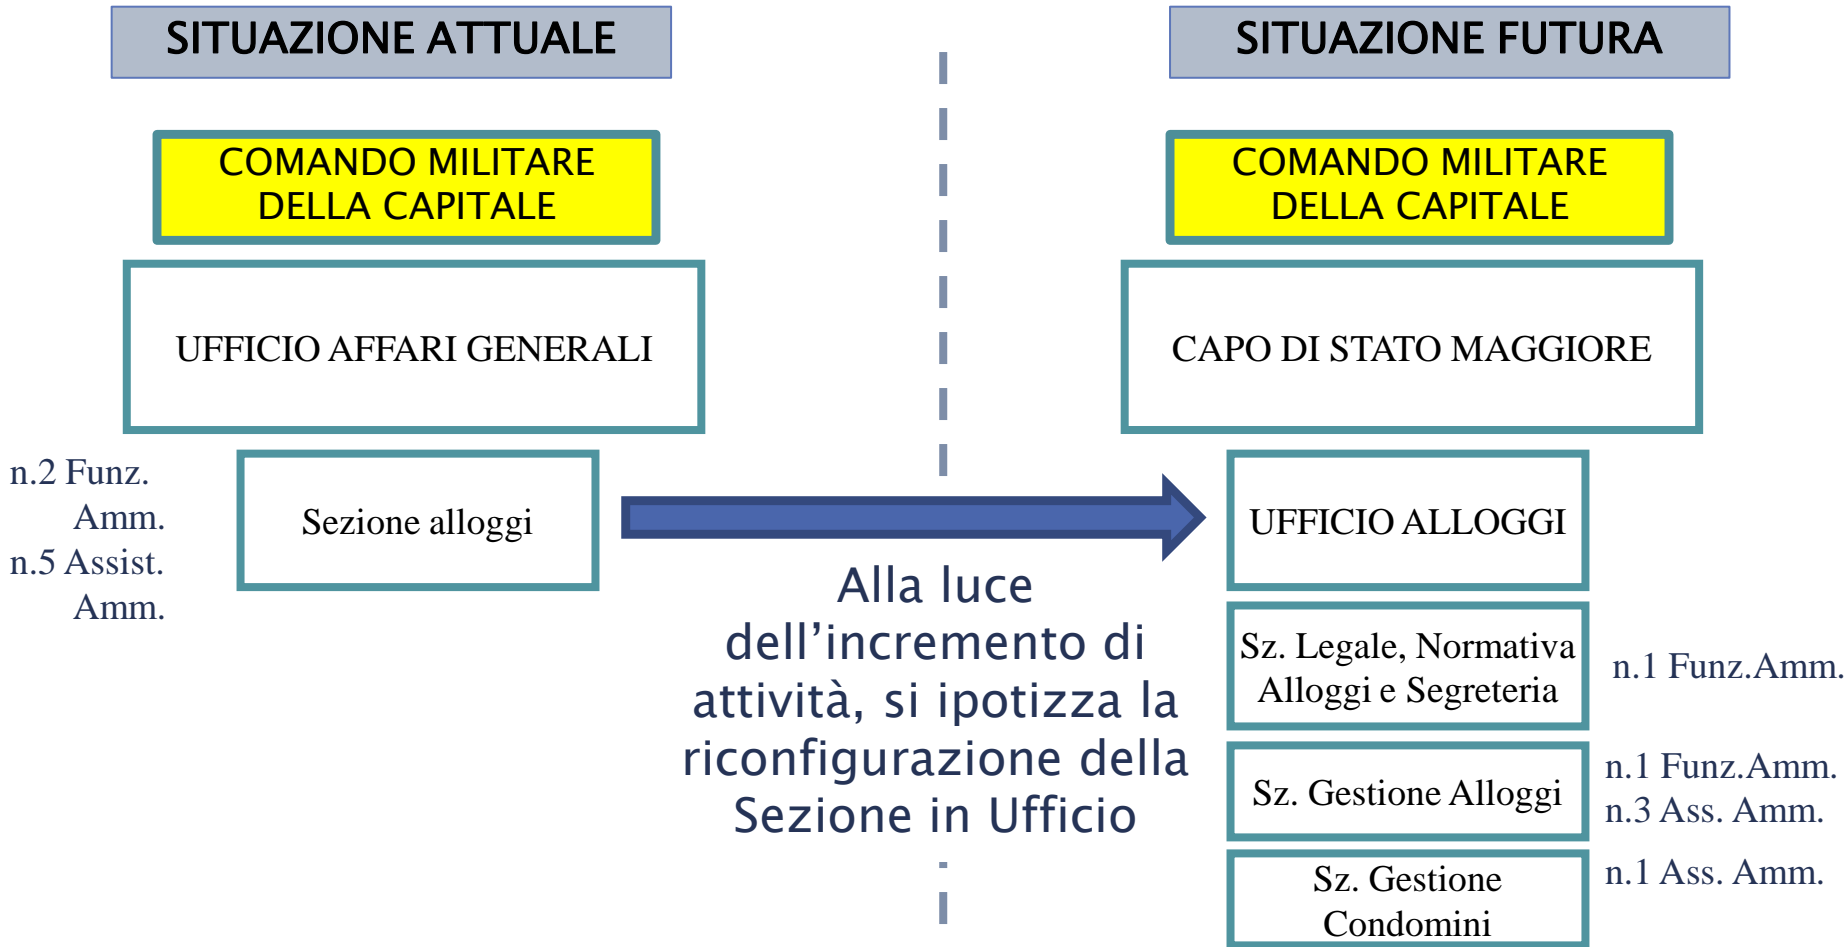 SITUAZIONE ATTUALE
COMANDO MILITARE
DELLA CAPITALE
UFFICIO AFFARI GENERALI
n.2 Funz.
Amm.
n.5 Assist.
Amm.
Sezione alloggi
Alla luce
dell’incremento di
attività, si ipotizza la
riconfigurazione della
Sezione in Ufficio
SITUAZIONE FUTURA
COMANDO MILITARE
DELLA CAPITALE
CAPO DI STATO MAGGIORE
UFFICIO ALLOGGI
Sz. Legale, Normativa
Alloggi e Segreteria
n.1 Funz.Amm.
Sz. Gestione Alloggi
n.1 Funz.Amm.
n.3 Ass. Amm.
Sz. Gestione
Condomini
n.1 Ass. Amm.